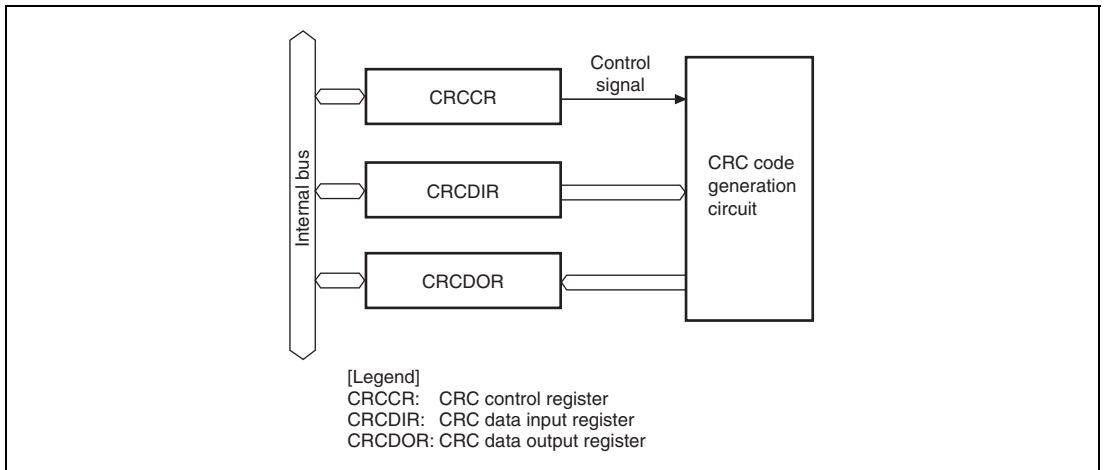 Control
signal
CRCCR
CRC code
generation
circuit
CRCDIR
CRCDOR
Internal bus
[Legend]
CRCCR: CRC control register
CRCDIR: CRC data input register
CRCDOR: CRC data output register